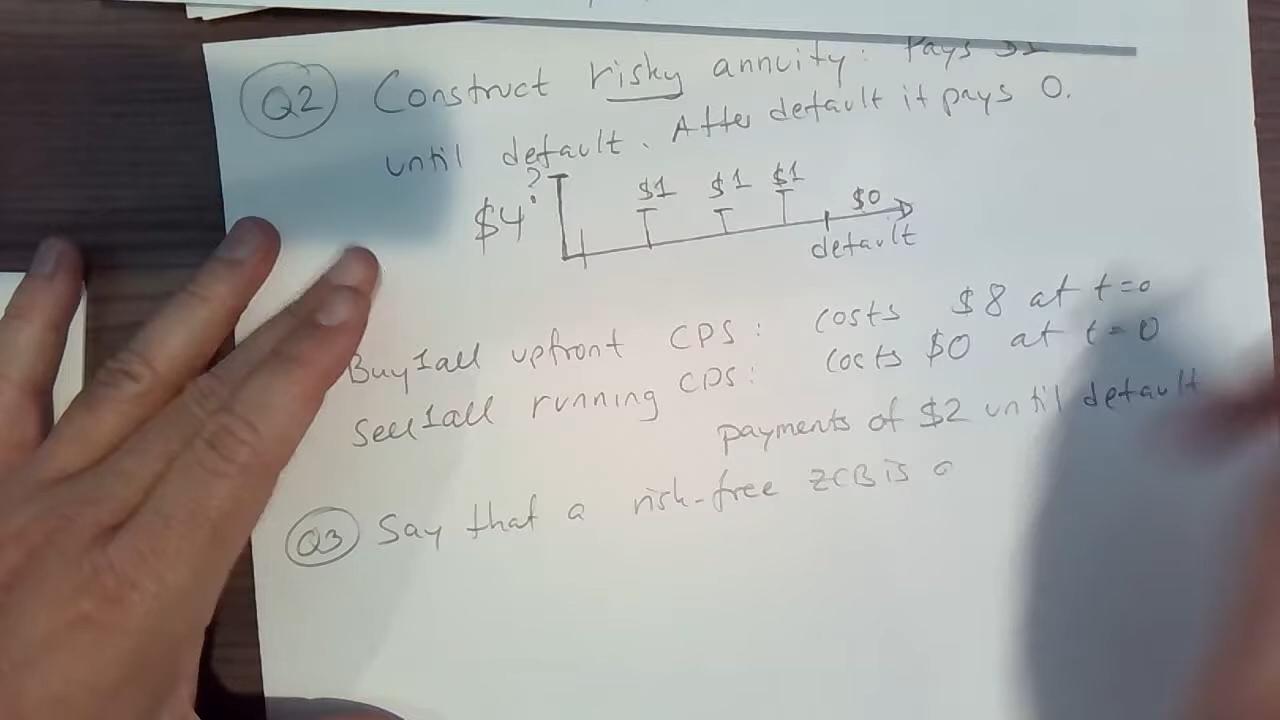 Q2 Construct risky annuity: Pays $1
until default. After default it pays 0.
$4? $1 $1 $1 $0
default
Buy 1 all upfront CDS: costs $8 at t=0
Sell 1 all running CDS: costs $0 at t=0
payments of $2 until default
Q3 Say that a risk-free ZCB is